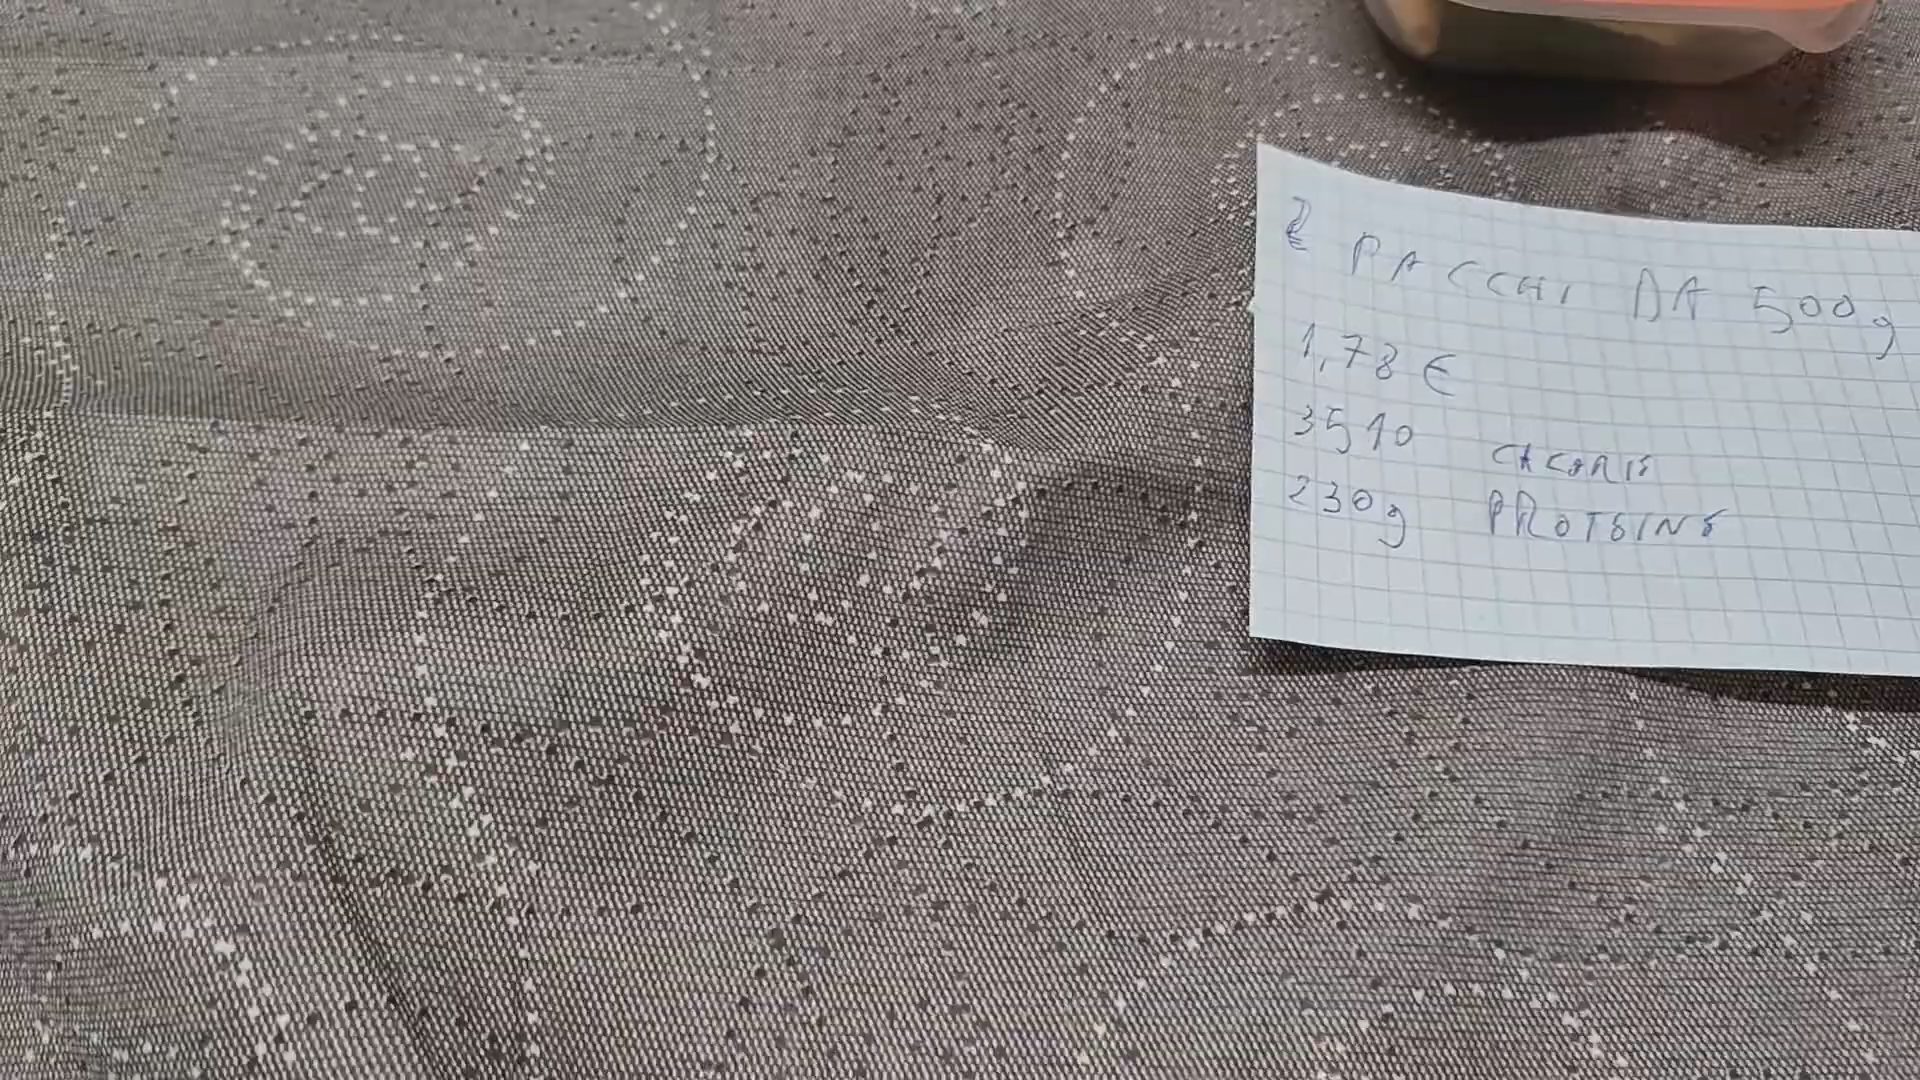 2 PACCHI DA 500g
1,78 €
3510 CALORIE
230g PROTEINE